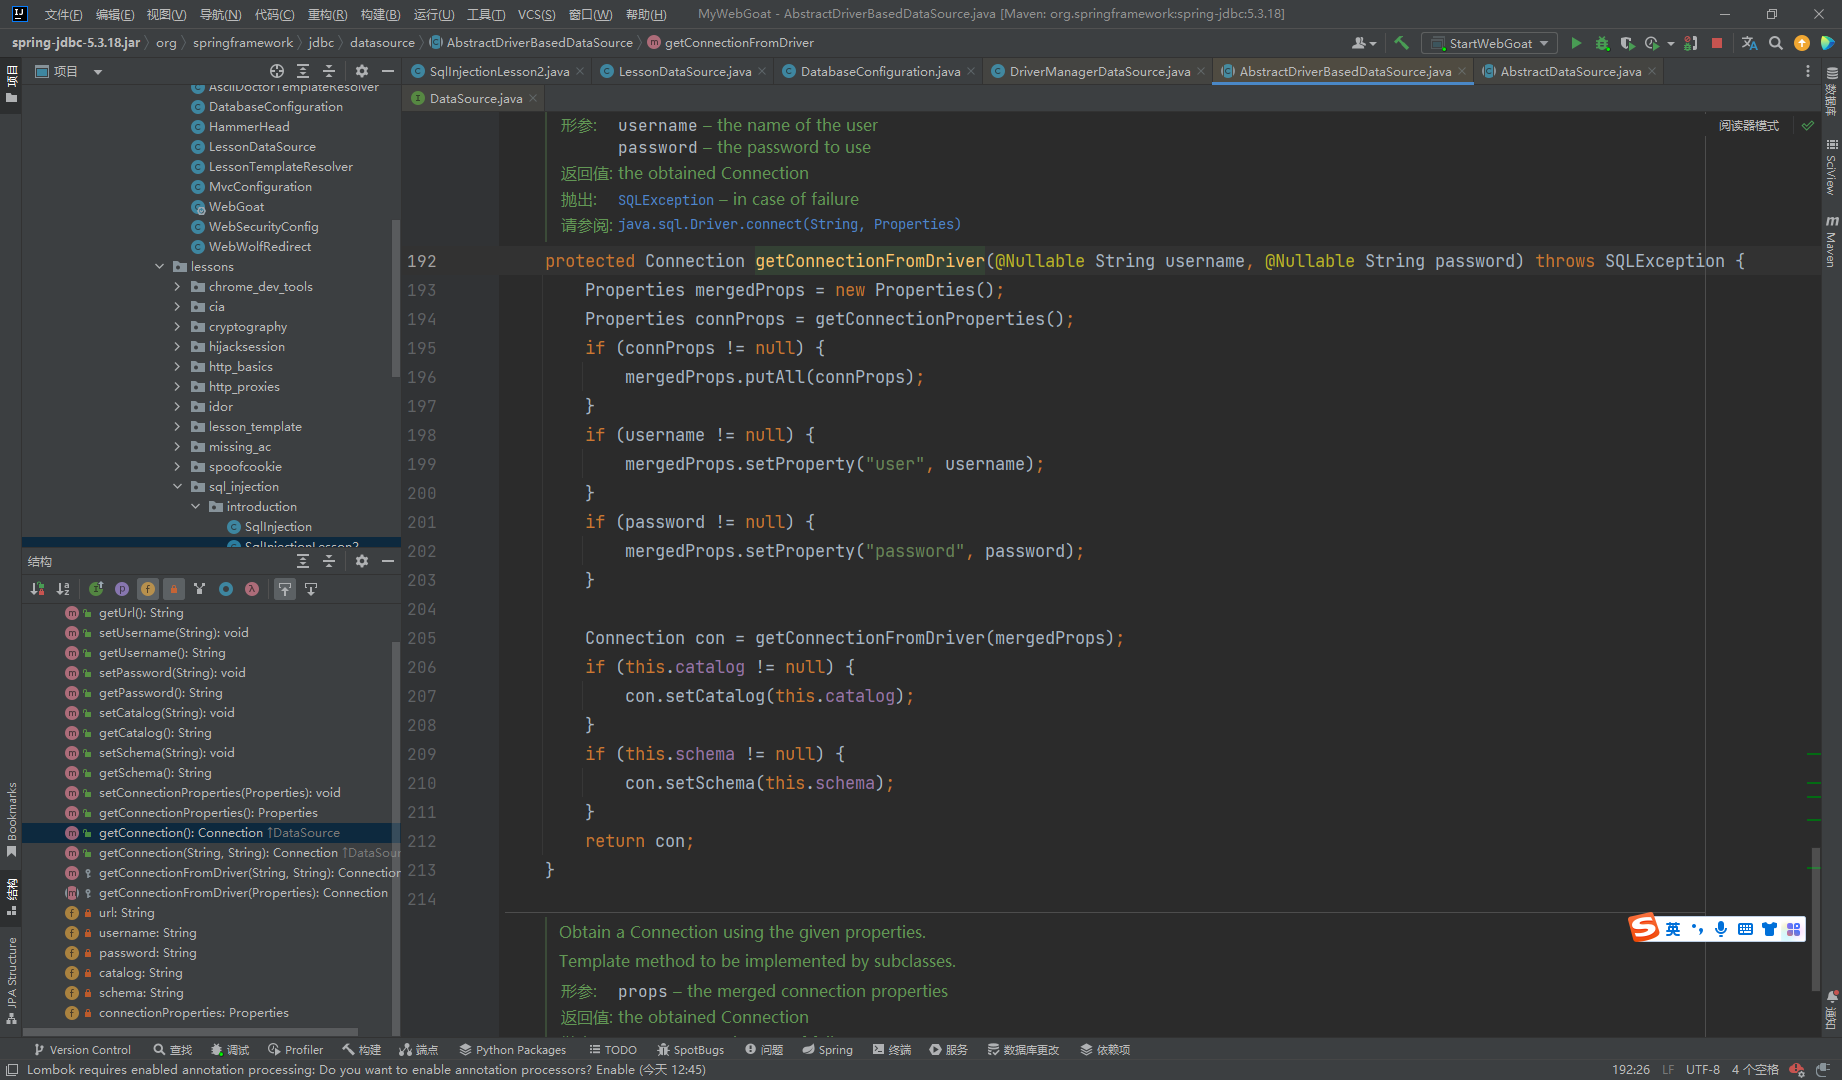 文件(F) 编辑(E) 视图(V) 导航(N) 代码(C) 重构(R) 构建(B) 运行(U) 工具(T) VCS(S) 窗口(W) 帮助(H) MyWebGoat - AbstractDriverBasedDataSource.java [Maven: org.springframework:spring-jdbc:5.3.18]
spring-jdbc-5.3.18.jar org springframework jdbc datasource AbstractDriverBasedDataSource getConnectionFromDriver StartWebGoat
项目
SqlInjectionLesson2.java LessonDataSource.java DatabaseConfiguration.java DriverManagerDataSource.java AbstractDriverBasedDataSource.java AbstractDataSource.java
DataSource.java
项目
AsciiDoctorTemplateResolver
DatabaseConfiguration
HammerHead
LessonDataSource
LessonTemplateResolver
MvcConfiguration
WebGoat
WebSecurityConfig
WebWolfRedirect
lessons
chrome_dev_tools
cia
cryptography
hijacksession
http_basics
http_proxies
idor
lesson_template
missing_ac
spoofcookie
sql_injection
introduction
SqlInjection
SqlInjectionLesson2
结构
getUrl(): String
setUsername(String): void
getUsername(): String
setPassword(String): void
getPassword(): String
setCatalog(String): void
getCatalog(): String
setSchema(String): void
getSchema(): String
setConnectionProperties(Properties): void
getConnectionProperties(): Properties
getConnection(): Connection ↑DataSource
getConnection(String, String): Connection ↑DataSour
getConnectionFromDriver(String, String): Connection
getConnectionFromDriver(Properties): Connection
url: String
username: String
password: String
catalog: String
schema: String
connectionProperties: Properties
Bookmarks
结构
JPA Structure
形参: username – the name of the user
password – the password to use
返回值: the obtained Connection
抛出: SQLException – in case of failure
请参阅: java.sql.Driver.connect(String, Properties)
阅读器模式
192 protected Connection getConnectionFromDriver(@Nullable String username, @Nullable String password) throws SQLException {
193 Properties mergedProps = new Properties();
194 Properties connProps = getConnectionProperties();
195 if (connProps != null) {
196 mergedProps.putAll(connProps);
197 }
198 if (username != null) {
199 mergedProps.setProperty("user", username);
200 }
201 if (password != null) {
202 mergedProps.setProperty("password", password);
203 }
204
205 Connection con = getConnectionFromDriver(mergedProps);
206 if (this.catalog != null) {
207 con.setCatalog(this.catalog);
208 }
209 if (this.schema != null) {
210 con.setSchema(this.schema);
211 }
212 return con;
213 }
214
Obtain a Connection using the given properties.
Template method to be implemented by subclasses.
形参: props – the merged connection properties
返回值: the obtained Connection
英
数据库
SciView
Maven
通知
Version Control 查找 调试 Profiler 构建 端点 Python Packages TODO SpotBugs 问题 Spring 终端 服务 数据库更改 依赖项
Lombok requires enabled annotation processing: Do you want to enable annotation processors? Enable (今天 12:45) 192:26 LF UTF-8 4 个空格